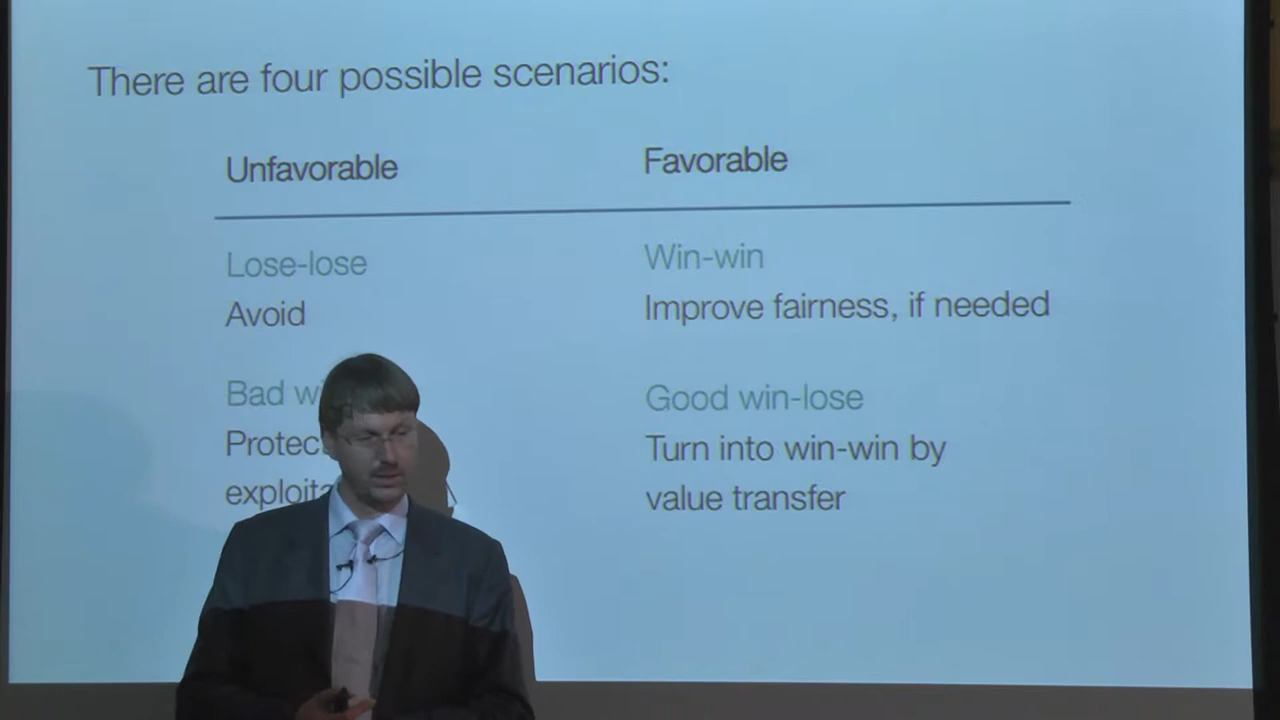 There are four possible scenarios:
Unfavorable
Favorable
Lose-lose
Avoid
Win-win
Improve fairness, if needed
Bad
Good win-lose
Turn into win-win by
value transfer